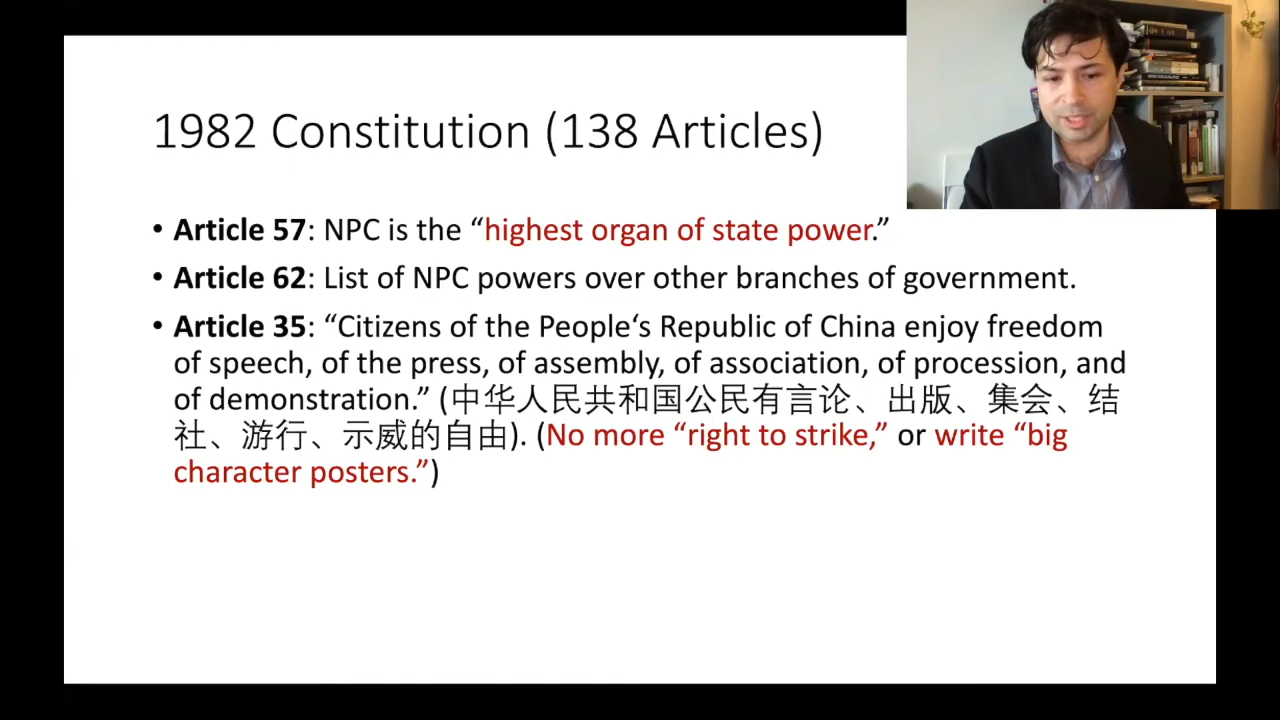 1982 Constitution (138 Articles)
• Article 57: NPC is the “highest organ of state power.”
• Article 62: List of NPC powers over other branches of government.
• Article 35: “Citizens of the People‘s Republic of China enjoy freedom
of speech, of the press, of assembly, of association, of procession, and
of demonstration.” (中华人民共和国公民有言论、出版、集会、结
社、游行、示威的自由). (No more “right to strike,” or write “big
character posters.”)